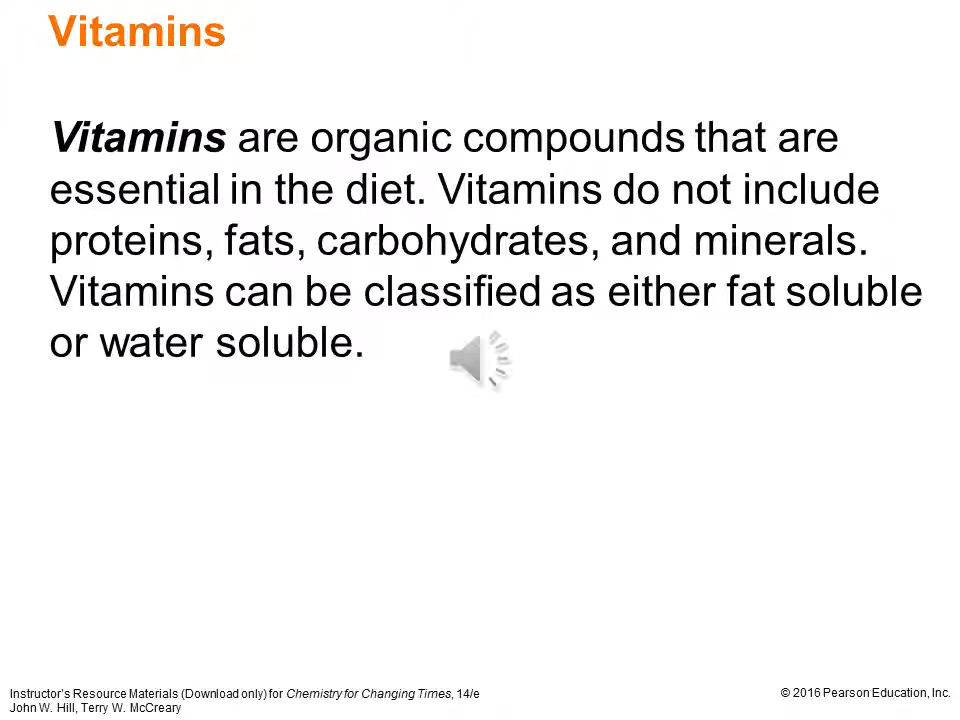 Vitamins
Vitamins are organic compounds that are
essential in the diet. Vitamins do not include
proteins, fats, carbohydrates, and minerals.
Vitamins can be classified as either fat soluble
or water soluble.
Instructor's Resource Materials (Download only) for Chemistry for Changing Times, 14/e
John W. Hill, Terry W. McCreary
© 2016 Pearson Education, Inc.